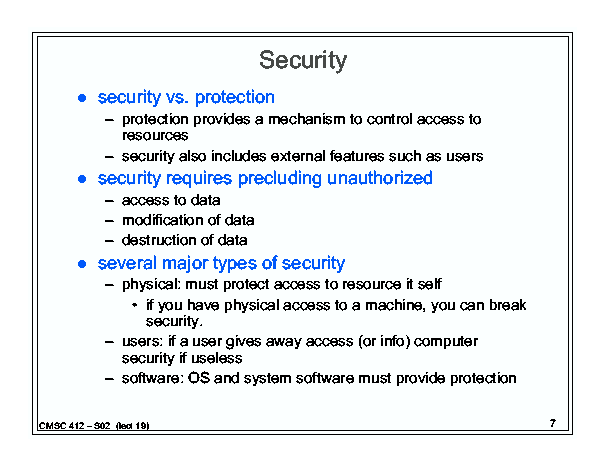 Security
● security vs. protection
– protection provides a mechanism to control access to
resources
– security also includes external features such as users
● security requires precluding unauthorized
– access to data
– modification of data
– destruction of data
● several major types of security
– physical: must protect access to resource it self
• if you have physical access to a machine, you can break
security.
– users: if a user gives away access (or info) computer
security if useless
– software: OS and system software must provide protection
CMSC 412 – S02 (lect 19)
7